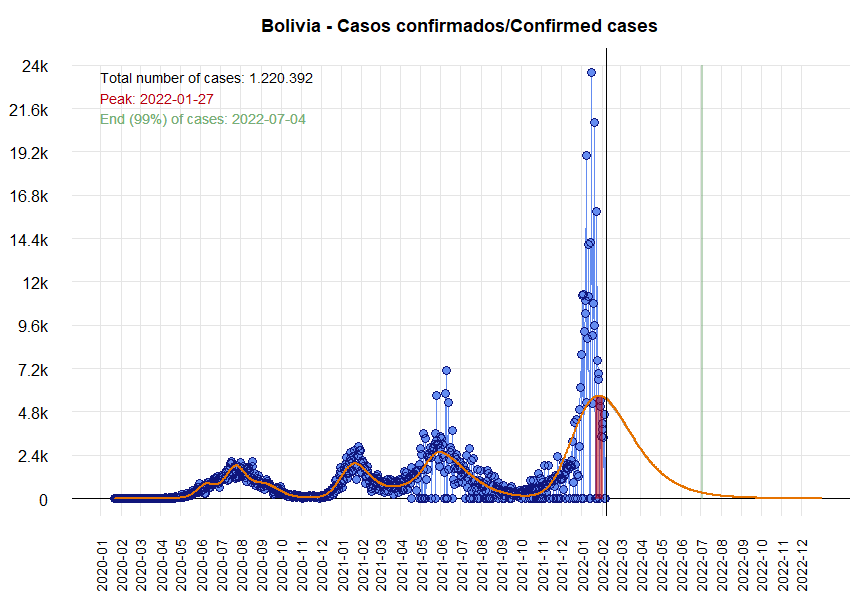 Bolivia - Casos confirmados/Confirmed cases
Total number of cases: 1.220.392
Peak: 2022-01-27
End (99%) of cases: 2022-07-04
24k
21.6k
19.2k
16.8k
14.4k
12k
9.6k
7.2k
4.8k
2.4k
0
2020-01
2020-02
2020-03
2020-04
2020-05
2020-06
2020-07
2020-08
2020-09
2020-10
2020-11
2020-12
2021-01
2021-02
2021-03
2021-04
2021-05
2021-06
2021-07
2021-08
2021-09
2021-10
2021-11
2021-12
2022-01
2022-02
2022-03
2022-04
2022-05
2022-06
2022-07
2022-08
2022-09
2022-10
2022-11
2022-12